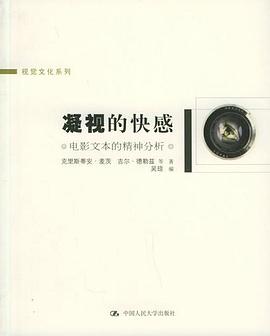 视觉文化系列
凝视的快感
电影文本的精神分析
克里斯蒂安·麦茨 吉尔·德勒兹 等 著
吴琼 编
中国人民大学出版社